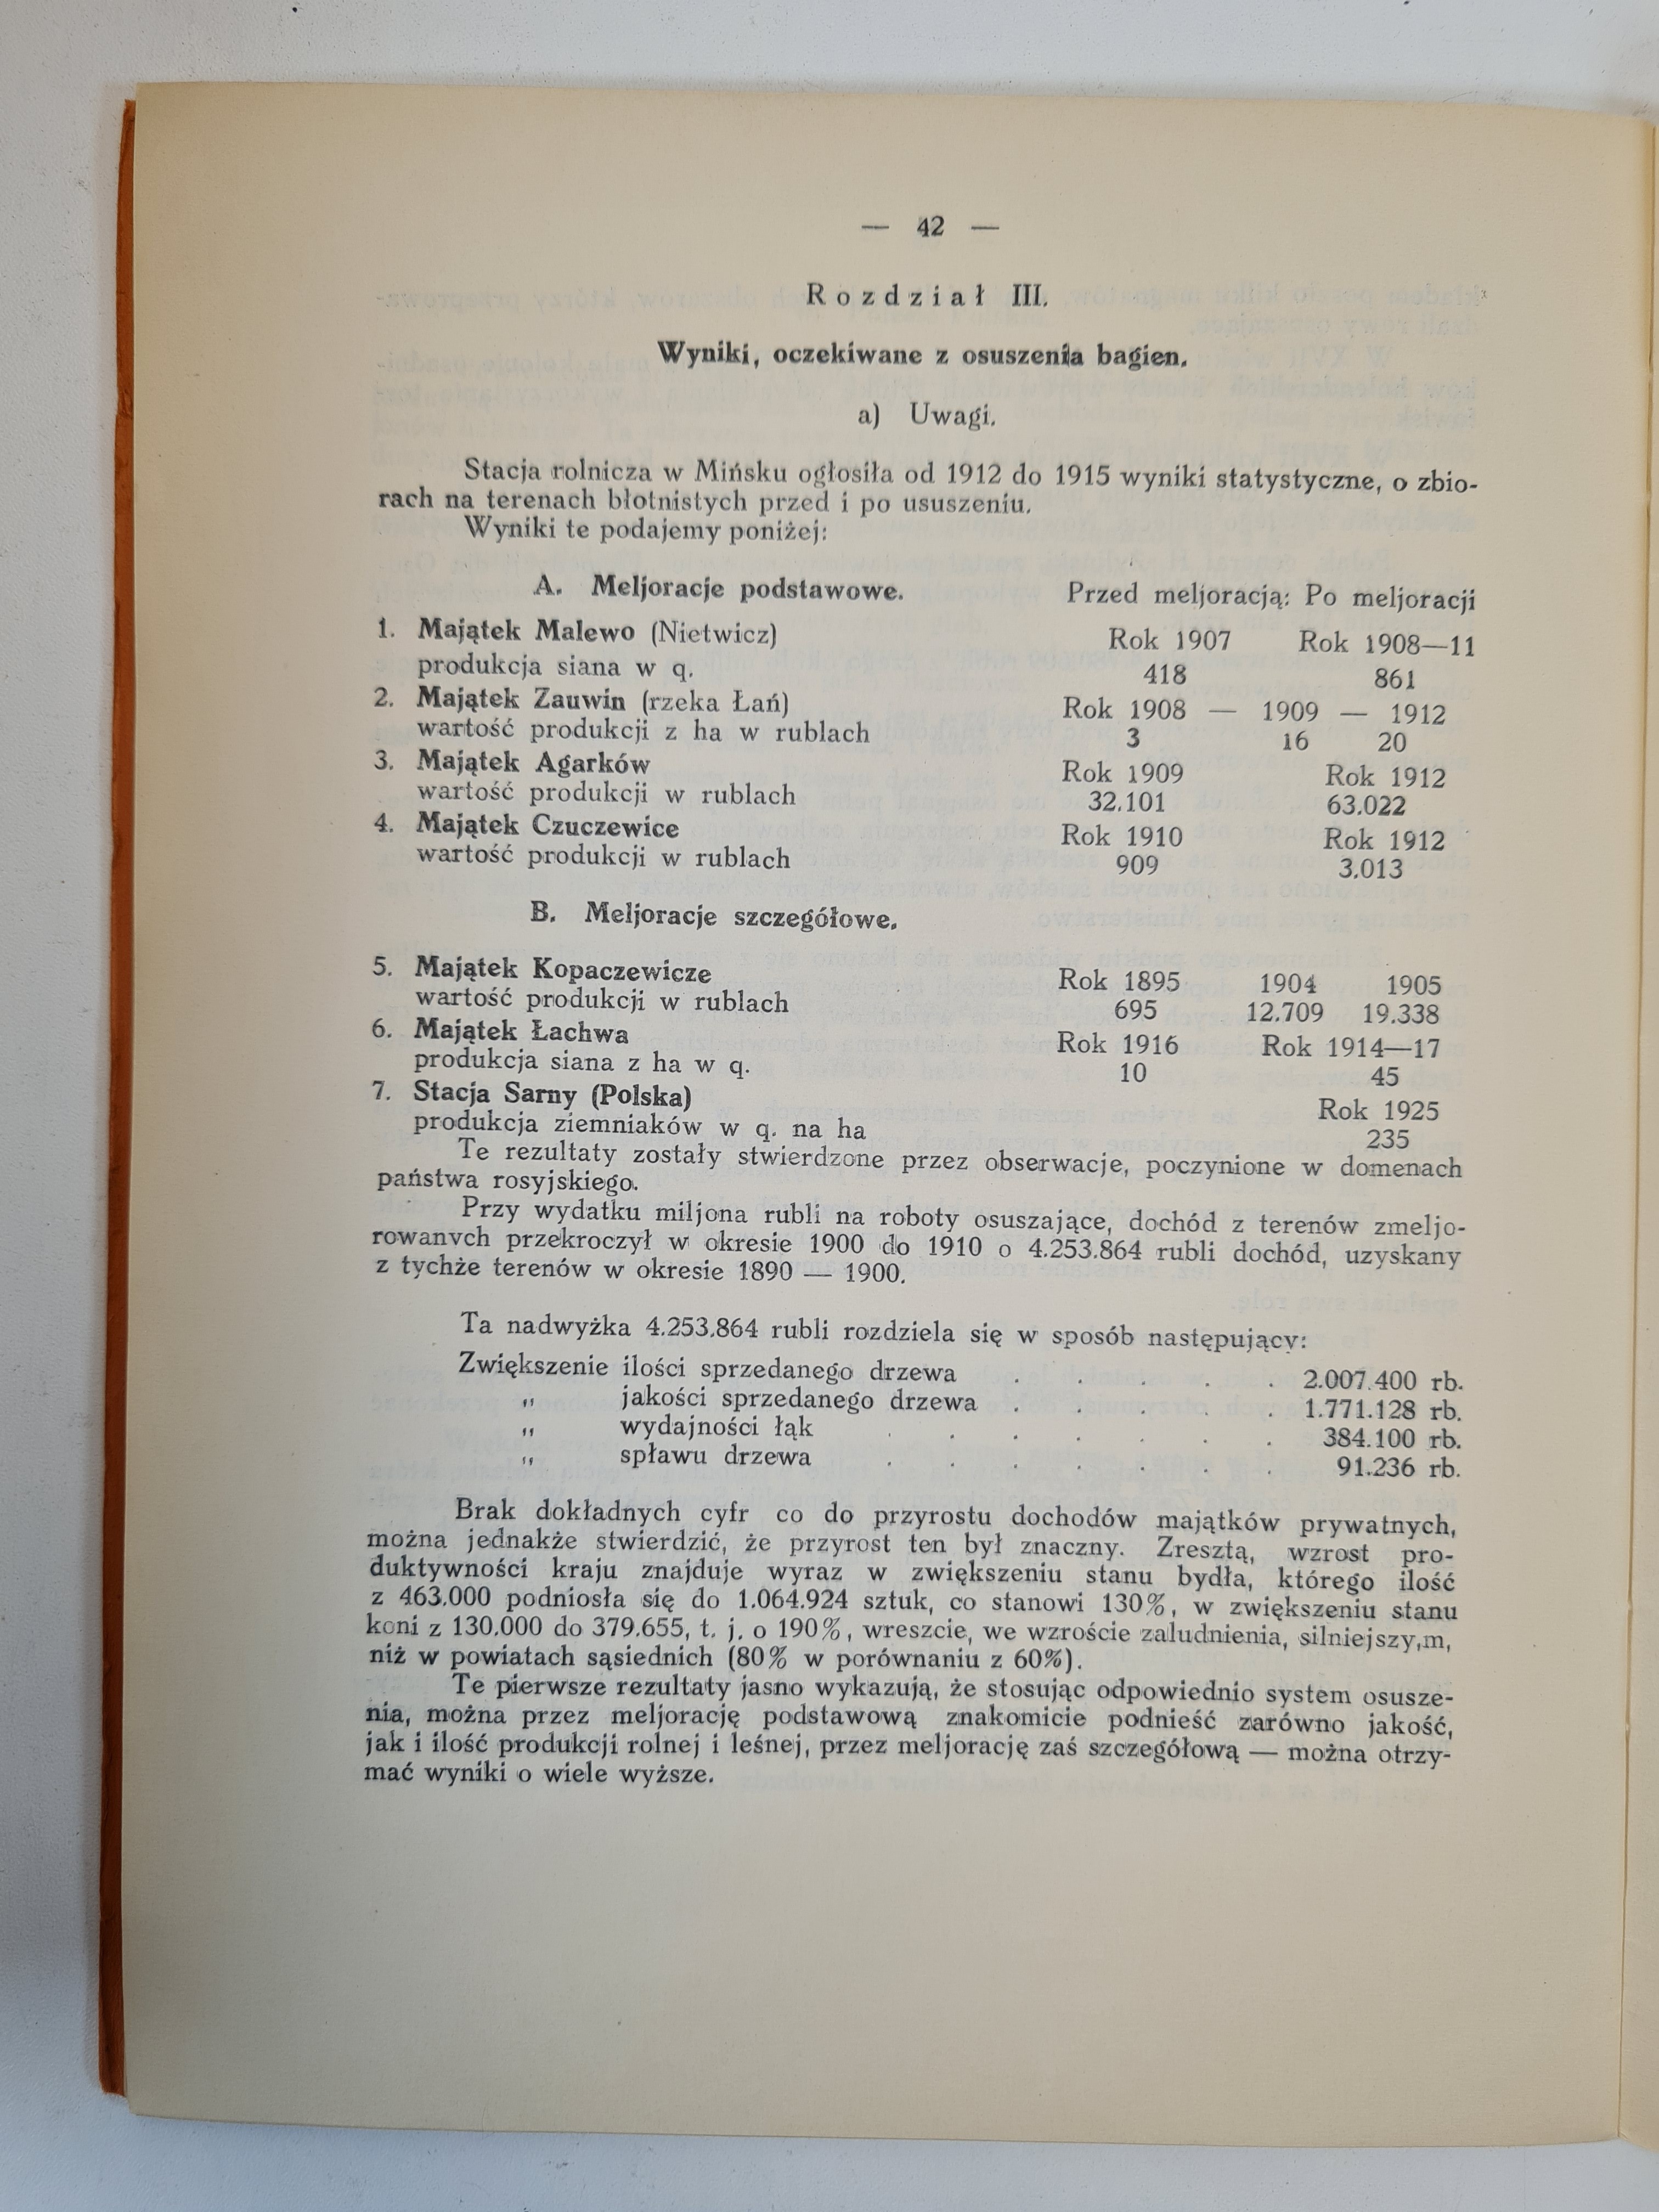 — 42 —
Rozdział III.
Wyniki, oczekiwane z osuszenia bagien.
a) Uwagi.
Stacja rolnicza w Mińsku ogłosiła od 1912 do 1915 wyniki statystyczne, o zbio-
rach na terenach błotnistych przed i po ususzeniu.
Wyniki te podajemy poniżej:
A. Meljoracje podstawowe. Przed meljoracją: Po meljoracji
1. Majątek Malewo (Nietwicz) Rok 1907 Rok 1908—11
produkcja siana w q. 418 861
2. Majątek Zauwin (rzeka Łań) Rok 1908 — 1909 — 1912
wartość produkcji z ha w rublach 3 16 20
3. Majątek Agarków Rok 1909 Rok 1912
wartość produkcji w rublach 32.101 63.022
4. Majątek Czuczewice Rok 1910 Rok 1912
wartość produkcji w rublach 909 3.013
B. Meljoracje szczegółowe.
5. Majątek Kopaczewicze Rok 1895 1904 1905
wartość produkcji w rublach 695 12.709 19.338
6. Majątek Łachwa Rok 1916 Rok 1914—17
produkcja siana z ha w q. 10 45
7. Stacja Sarny (Polska) Rok 1925
produkcja ziemniaków w q. na ha 235
Te rezultaty zostały stwierdzone przez obserwacje, poczynione w domenach
państwa rosyjskiego.
Przy wydatku miljona rubli na roboty osuszające, dochód z terenów zmeljo-
rowanvch przekroczył w okresie 1900 do 1910 o 4.253.864 rubli dochód, uzyskany
z tychże terenów w okresie 1890 — 1900.
Ta nadwyżka 4.253.864 rubli rozdziela się w sposób następujący:
Zwiększenie ilości sprzedanego drzewa . . . . . 2.007.400 rb.
„ jakości sprzedanego drzewa . . . . . 1.771.128 rb.
„ wydajności łąk . . . . . . . 384.100 rb.
„ spławu drzewa . . . . . . . 91.236 rb.
Brak dokładnych cyfr co do przyrostu dochodów majątków prywatnych,
można jednakże stwierdzić, że przyrost ten był znaczny. Zresztą, wzrost pro-
duktywności kraju znajduje wyraz w zwiększeniu stanu bydła, którego ilość
z 463.000 podniosła się do 1.064.924 sztuk, co stanowi 130%, w zwiększeniu stanu
koni z 130.000 do 379.655, t. j. o 190%, wreszcie, we wzroście zaludnienia, silniejszy,m,
niż w powiatach sąsiednich (80% w porównaniu z 60%).
Te pierwsze rezultaty jasno wykazują, że stosując odpowiednio system osusze-
nia, można przez meljorację podstawową znakomicie podnieść zarówno jakość,
jak i ilość produkcji rolnej i leśnej, przez meljorację zaś szczegółową — można otrzy-
mać wyniki o wiele wyższe.